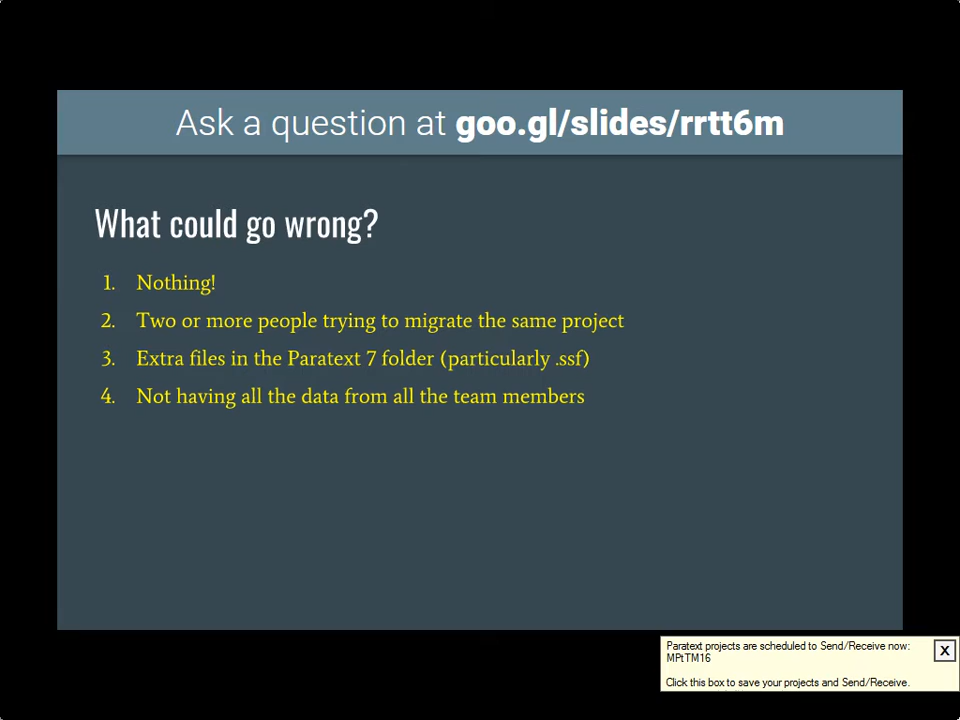 Ask a question at goo.gl/slides/rrtt6m
What could go wrong?
1. Nothing!
2. Two or more people trying to migrate the same project
3. Extra files in the Paratext 7 folder (particularly .ssf)
4. Not having all the data from all the team members
Paratext projects are scheduled to Send/Receive now:
MPtTM16
X
Click this box to save your projects and Send/Receive.